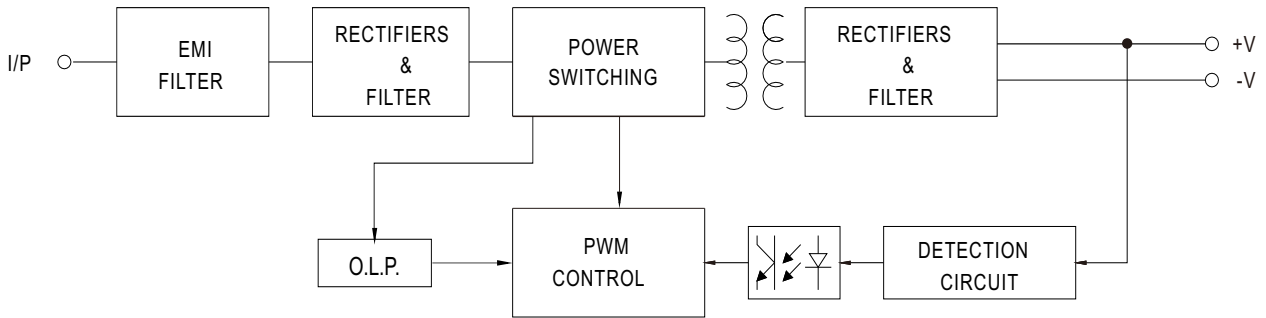 I/P
EMI
FILTER
RECTIFIERS
&
FILTER
POWER
SWITCHING
RECTIFIERS
&
FILTER
+V
-V
O.L.P.
PWM
CONTROL
DETECTION
CIRCUIT